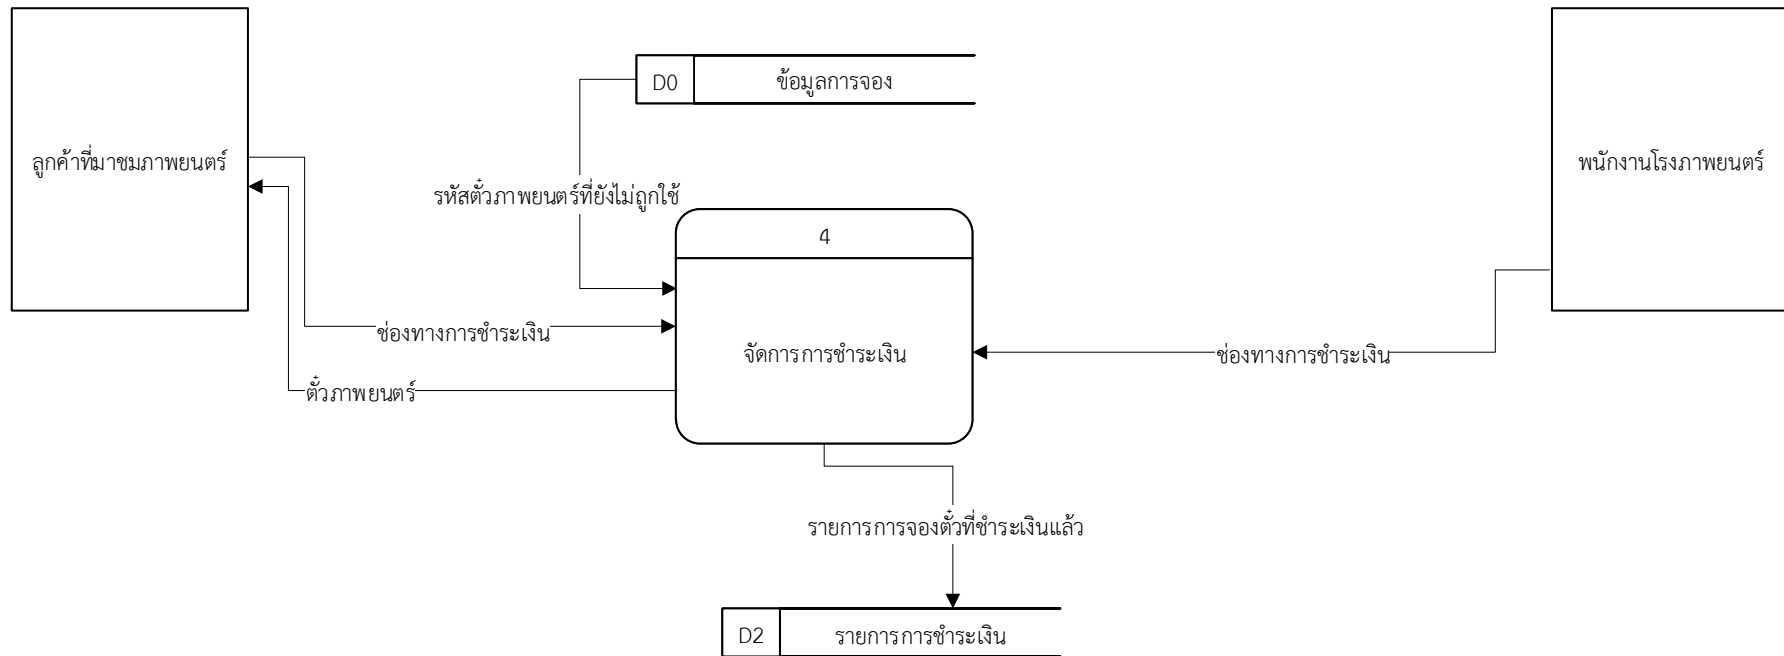 D0
ข้อมูลการจอง
ลูกค้าที่มาชมภาพยนตร์
พนักงานโรงภาพยนตร์
รหัสตั๋วภาพยนตร์ที่ยังไม่ถูกใช้
4
ช่องทางการชำระเงิน
จัดการการชำระเงิน
ช่องทางการชำระเงิน
ตั๋วภาพยนตร์
รายการการจองตั๋วที่ชำระเงินแล้ว
D2
รายการการชำระเงิน